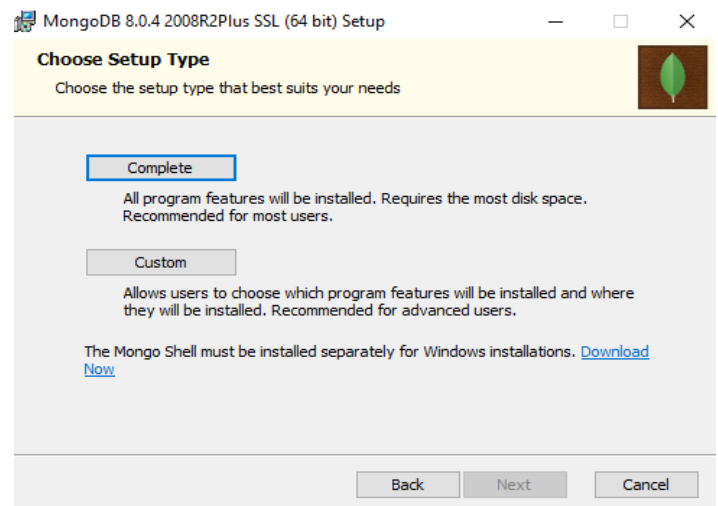 MongoDB 8.0.4 2008R2Plus SSL (64 bit) Setup
Choose Setup Type
Choose the setup type that best suits your needs
Complete
All program features will be installed. Requires the most disk space.
Recommended for most users.
Custom
Allows users to choose which program features will be installed and where
they will be installed. Recommended for advanced users.
The Mongo Shell must be installed separately for Windows installations. Download
Now
Back Next Cancel